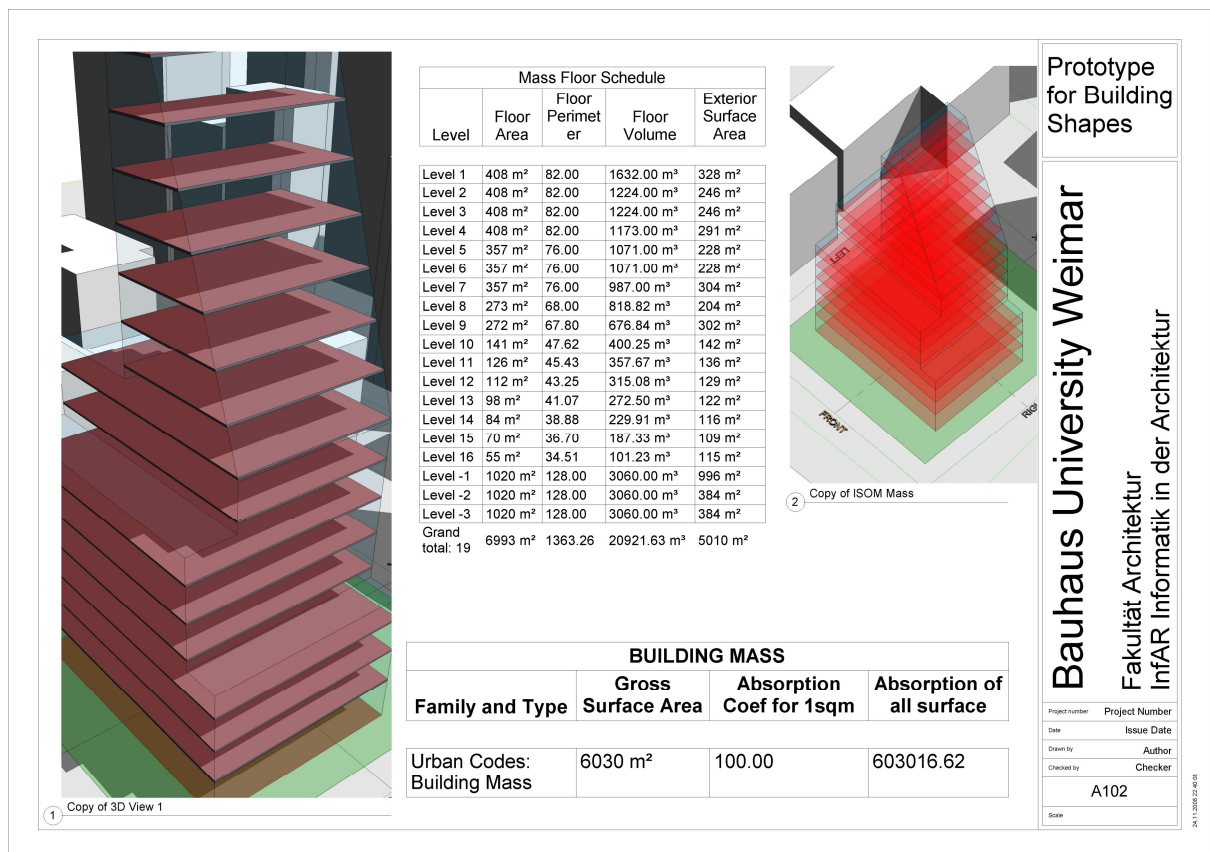 Mass Floor Schedule
Level Floor Area Floor Perimeter Floor Volume Exterior Surface Area
Level 1 408 m² 82.00 1632.00 m³ 328 m²
Level 2 408 m² 82.00 1224.00 m³ 246 m²
Level 3 408 m² 82.00 1224.00 m³ 246 m²
Level 4 408 m² 82.00 1173.00 m³ 291 m²
Level 5 357 m² 76.00 1071.00 m³ 228 m²
Level 6 357 m² 76.00 1071.00 m³ 228 m²
Level 7 357 m² 76.00 987.00 m³ 304 m²
Level 8 273 m² 68.00 818.82 m³ 204 m²
Level 9 272 m² 67.80 676.84 m³ 302 m²
Level 10 141 m² 47.62 400.25 m³ 142 m²
Level 11 126 m² 45.43 357.67 m³ 136 m²
Level 12 112 m² 43.25 315.08 m³ 129 m²
Level 13 98 m² 41.07 272.50 m³ 122 m²
Level 14 84 m² 38.88 229.91 m³ 116 m²
Level 15 70 m² 36.70 187.33 m³ 109 m²
Level 16 55 m² 34.51 101.23 m³ 115 m²
Level -1 1020 m² 128.00 3060.00 m³ 996 m²
Level -2 1020 m² 128.00 3060.00 m³ 384 m²
Level -3 1020 m² 128.00 3060.00 m³ 384 m²
Grand total: 19 6993 m² 1363.26 20921.63 m³ 5010 m²
LEFT
FRONT
2 Copy of ISOM Mass
BUILDING MASS
Family and Type Gross Surface Area Absorption Coef for 1sqm Absorption of all surface
Urban Codes: Building Mass 6030 m² 100.00 603016.62
1 Copy of 3D View 1
Prototype
for Building
Shapes
Bauhaus University Weimar
Fakultät Architektur
InfAR Informatik in der Architektur
Project number Project Number
Date Issue Date
Drawn by Author
Checked by Checker
A102
Scale